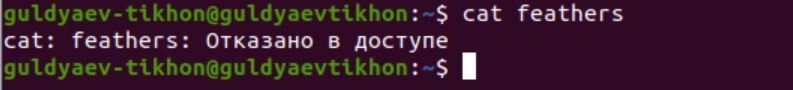 guldyaev-tikhon@guldyaevtikhon:~$ cat feathers
cat: feathers: Отказано в доступе
guldyaev-tikhon@guldyaevtikhon:~$